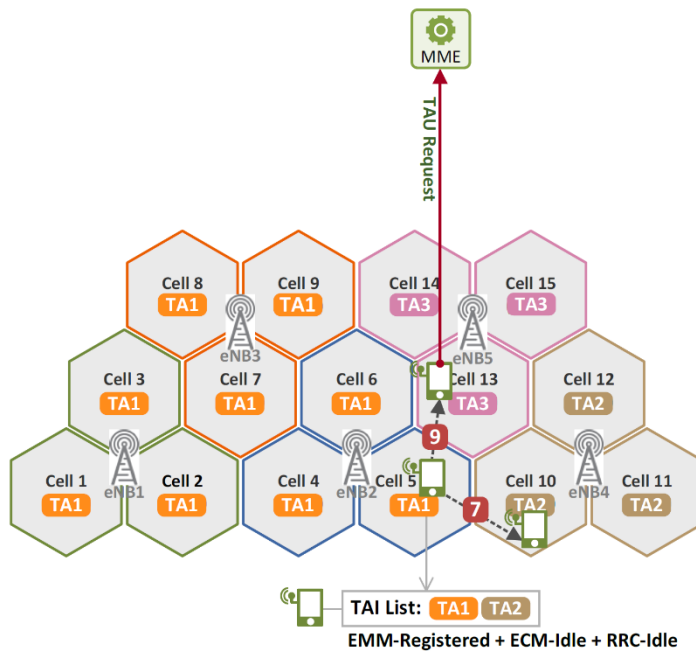 MME
TAU Request
Cell 8
TA1
Cell 9
TA1
Cell 14
TA3
Cell 15
TA3
eNB3
eNB5
Cell 3
TA1
Cell 7
TA1
Cell 6
TA1
Cell 13
TA3
Cell 12
TA2
9
Cell 1
TA1
eNB1
Cell 2
TA1
Cell 4
TA1
eNB2
Cell 5
TA1
7
Cell 10
TA2
eNB4
Cell 11
TA2
TAI List: TA1 TA2
EMM-Registered + ECM-Idle + RRC-Idle